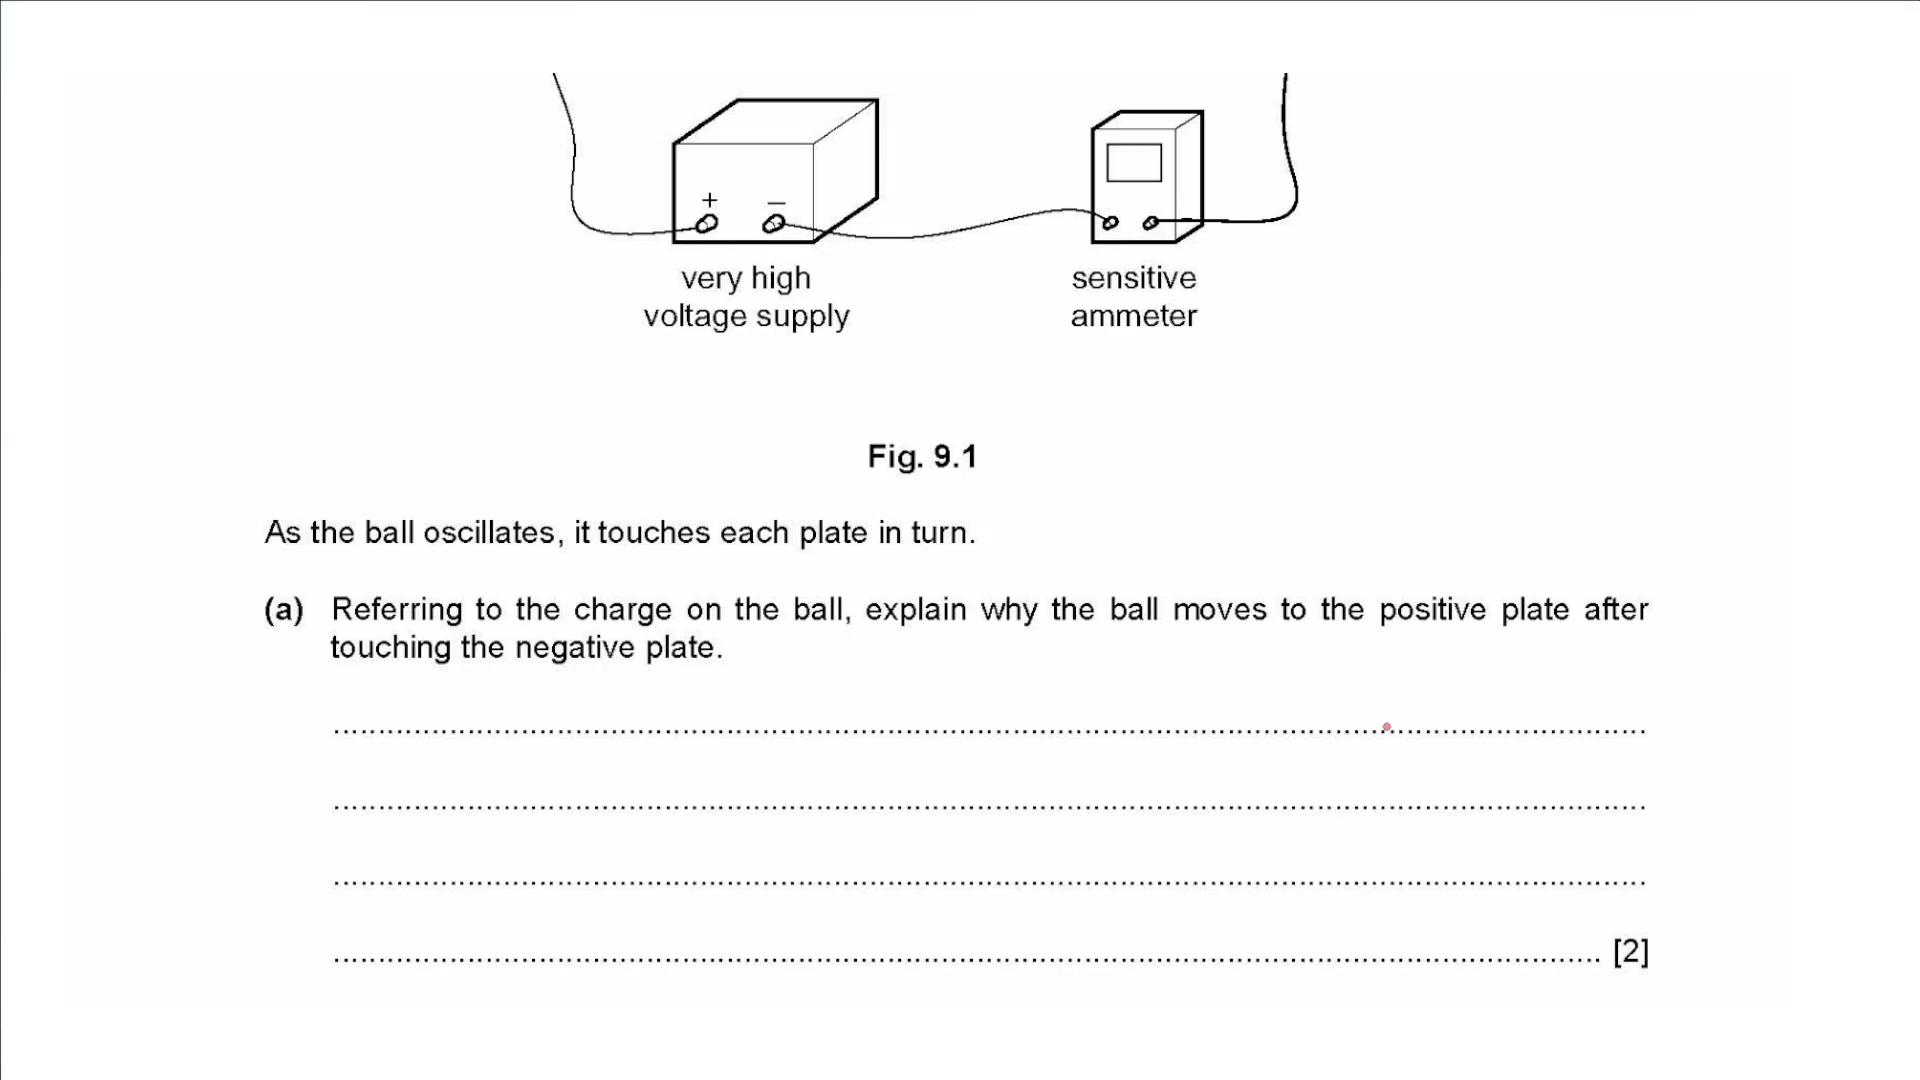 + −
very high
voltage supply
sensitive
ammeter
Fig. 9.1
As the ball oscillates, it touches each plate in turn.
(a) Referring to the charge on the ball, explain why the ball moves to the positive plate after
touching the negative plate.
..........................................................................................................................................
..........................................................................................................................................
..........................................................................................................................................
..................................................................................................................................... [2]